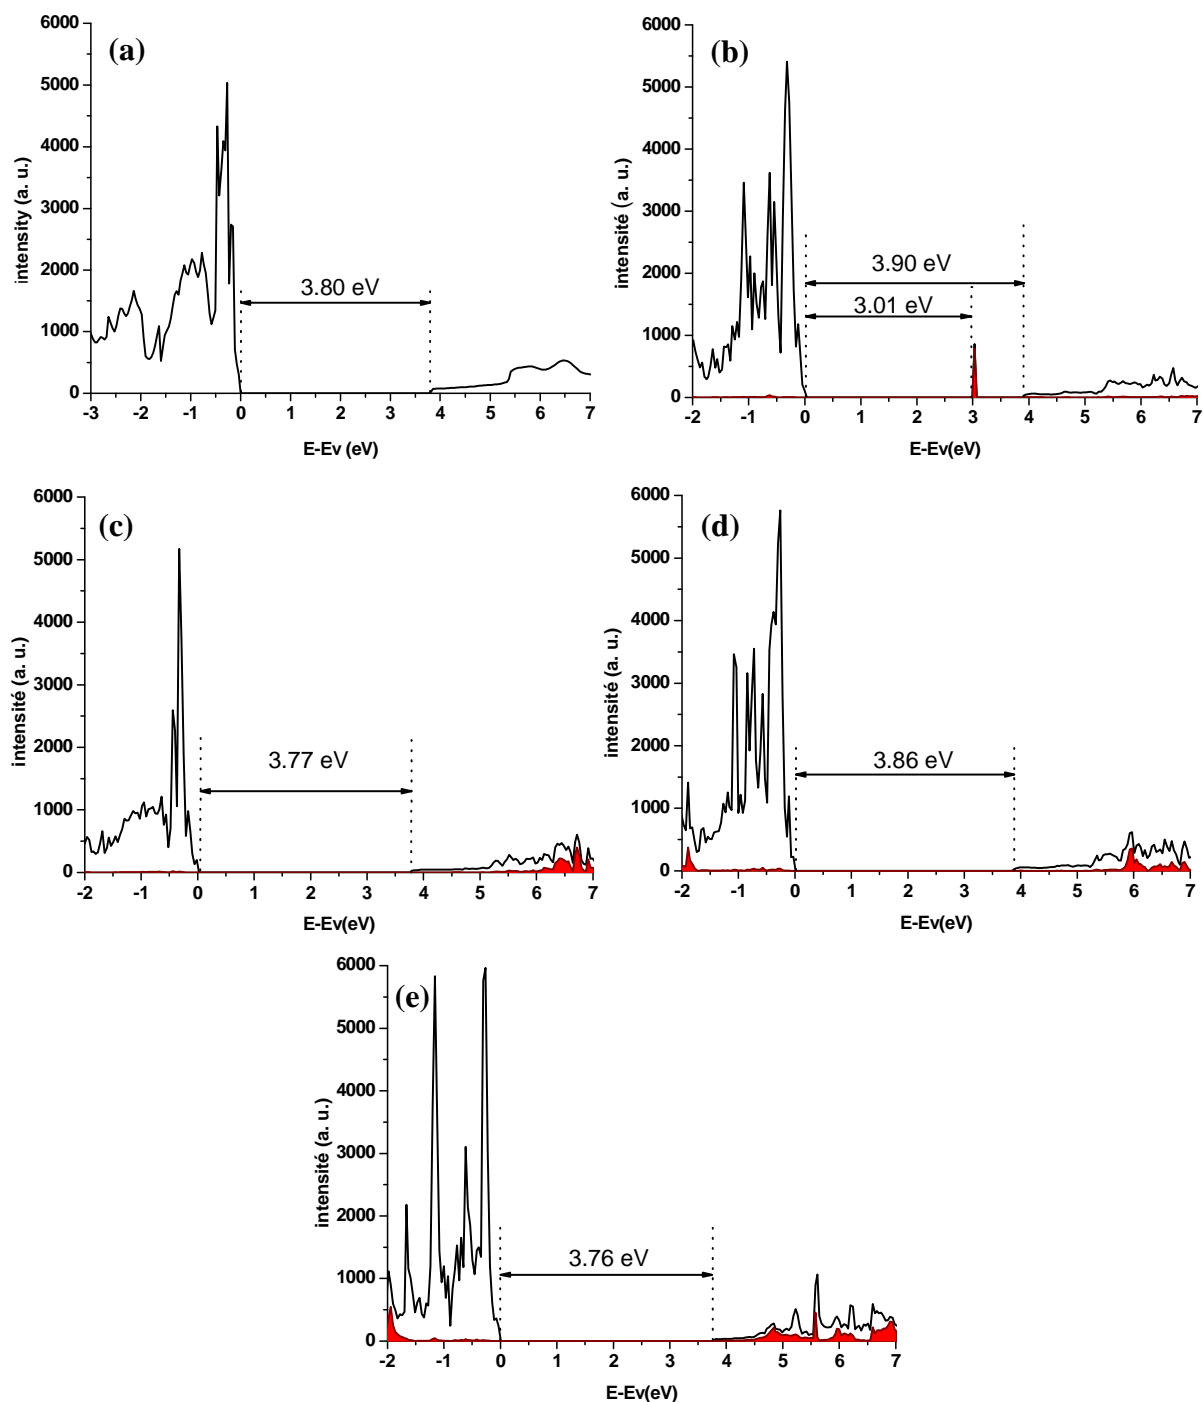 (a)
intensity (a. u.)
6000
5000
4000
3000
2000
1000
0
3.80 eV
-3 -2 -1 0 1 2 3 4 5 6 7
E-Ev (eV)
(b)
intensité (a. u.)
6000
5000
4000
3000
2000
1000
0
3.90 eV
3.01 eV
-2 -1 0 1 2 3 4 5 6 7
E-Ev(eV)
(c)
intensité (a. u.)
6000
5000
4000
3000
2000
1000
0
3.77 eV
-2 -1 0 1 2 3 4 5 6 7
E-Ev(eV)
(d)
intensité (a. u.)
6000
5000
4000
3000
2000
1000
0
3.86 eV
-2 -1 0 1 2 3 4 5 6 7
E-Ev(eV)
(e)
intensité (a. u.)
6000
5000
4000
3000
2000
1000
0
3.76 eV
-2 -1 0 1 2 3 4 5 6 7
E-Ev(eV)